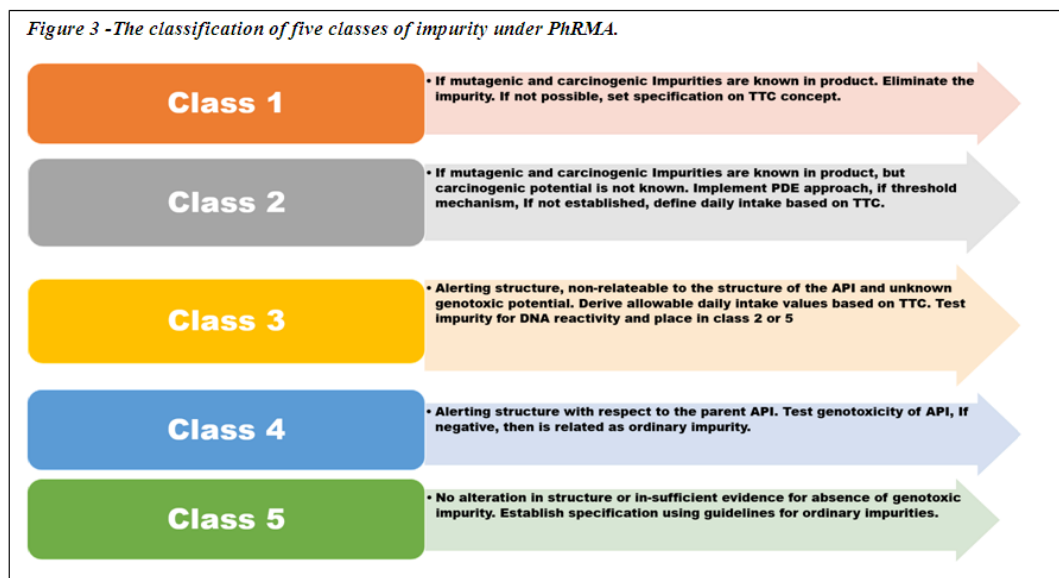 Figure 3 -The classification of five classes of impurity under PhRMA.
Class 1
• If mutagenic and carcinogenic Impurities are known in product. Eliminate the
impurity. If not possible, set specification on TTC concept.
Class 2
• If mutagenic and carcinogenic Impurities are known in product, but
carcinogenic potential is not known. Implement PDE approach, if threshold
mechanism, If not established, define daily intake based on TTC.
Class 3
• Alerting structure, non-relateable to the structure of the API and unknown
genotoxic potential. Derive allowable daily intake values based on TTC. Test
impurity for DNA reactivity and place in class 2 or 5
Class 4
• Alerting structure with respect to the parent API. Test genotoxicity of API, If
negative, then is related as ordinary impurity.
Class 5
• No alteration in structure or in-sufficient evidence for absence of genotoxic
impurity. Establish specification using guidelines for ordinary impurities.